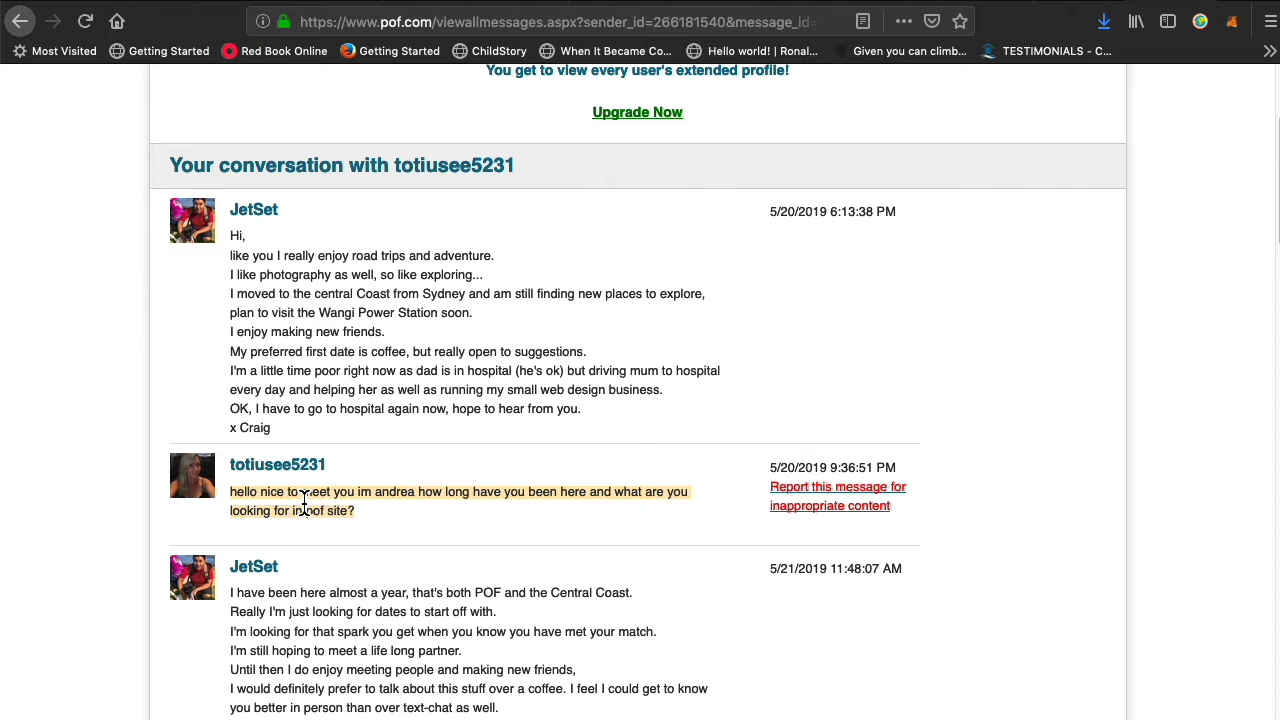 https://www.pof.com/viewallmessages.aspx?sender_id=266181540&message_id=
Most Visited Getting Started Red Book Online Getting Started ChildStory When It Became Co... Hello world! | Ronal... Given you can climb... TESTIMONIALS - C...
You get to view every user's extended profile!
Upgrade Now
Your conversation with totiusee5231
JetSet 5/20/2019 6:13:38 PM
Hi,
like you I really enjoy road trips and adventure.
I like photography as well, so like exploring...
I moved to the central Coast from Sydney and am still finding new places to explore,
plan to visit the Wangi Power Station soon.
I enjoy making new friends.
My preferred first date is coffee, but really open to suggestions.
I'm a little time poor right now as dad is in hospital (he's ok) but driving mum to hospital
every day and helping her as well as running my small web design business.
OK, I have to go to hospital again now, hope to hear from you.
x Craig
totiusee5231 5/20/2019 9:36:51 PM
hello nice to meet you im andrea how long have you been here and what are you
looking for in pof site?
Report this message for
inappropriate content
JetSet 5/21/2019 11:48:07 AM
I have been here almost a year, that's both POF and the Central Coast.
Really I'm just looking for dates to start off with.
I'm looking for that spark you get when you know you have met your match.
I'm still hoping to meet a life long partner.
Until then I do enjoy meeting people and making new friends,
I would definitely prefer to talk about this stuff over a coffee. I feel I could get to know
you better in person than over text-chat as well.